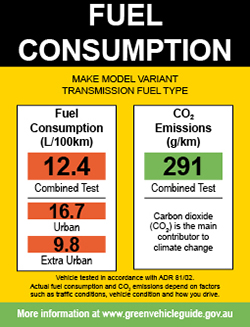 FUEL
CONSUMPTION
MAKE MODEL VARIANT
TRANSMISSION FUEL TYPE
Fuel
Consumption
(L/100km)
12.4
Combined Test
16.7
Urban
9.8
Extra Urban
CO₂
Emissions
(g/km)
291
Combined Test
Carbon dioxide
(CO₂) is the main
contributor to
climate change
Vehicle tested in accordance with ADR 81/02.
Actual fuel consumption and CO₂ emissions depend on factors
such as traffic conditions, vehicle condition and how you drive.
More information at www.greenvehicleguide.gov.au